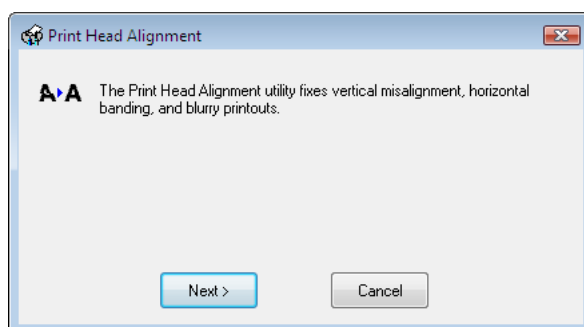 Print Head Alignment
A A The Print Head Alignment utility fixes vertical misalignment, horizontal
banding, and blurry printouts.
Next > Cancel